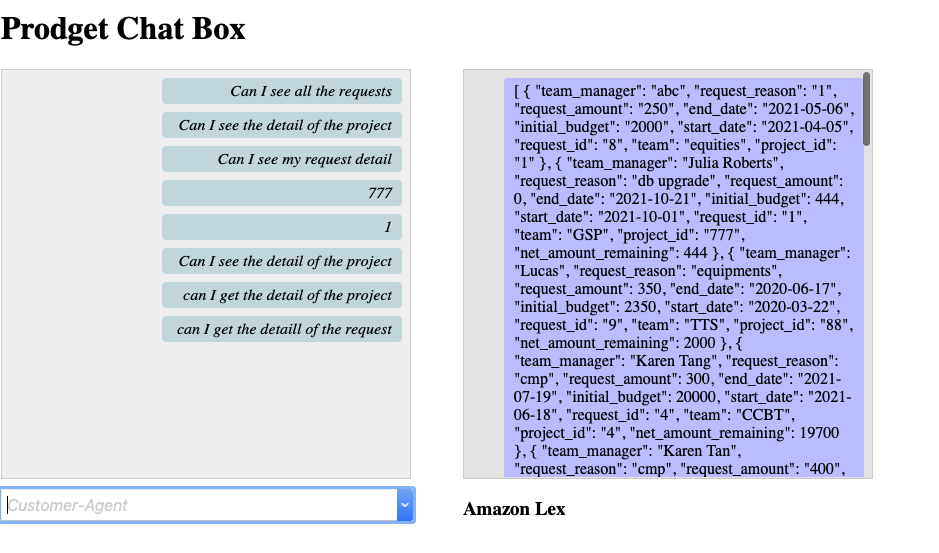 Prodget Chat Box
Can I see all the requests
Can I see the detail of the project
Can I see my request detail
777
1
Can I see the detail of the project
can I get the detail of the project
can I get the detaill of the request
Customer-Agent
[ { "team_manager": "abc", "request_reason": "1",
"request_amount": "250", "end_date": "2021-05-06",
"initial_budget": "2000", "start_date": "2021-04-05",
"request_id": "8", "team": "equities", "project_id":
"1" }, { "team_manager": "Julia Roberts",
"request_reason": "db upgrade", "request_amount":
0, "end_date": "2021-10-21", "initial_budget": 444,
"start_date": "2021-10-01", "request_id": "1",
"team": "GSP", "project_id": "777",
"net_amount_remaining": 444 }, { "team_manager":
"Lucas", "request_reason": "equipments",
"request_amount": 350, "end_date": "2020-06-17",
"initial_budget": 2350, "start_date": "2020-03-22",
"request_id": "9", "team": "TTS", "project_id": "88",
"net_amount_remaining": 2000 }, {
"team_manager": "Karen Tang", "request_reason":
"cmp", "request_amount": 300, "end_date": "2021-
07-19", "initial_budget": 20000, "start_date": "2021-
06-18", "request_id": "4", "team": "CCBT",
"project_id": "4", "net_amount_remaining": 19700
}, { "team_manager": "Karen Tan",
"request_reason": "cmp", "request_amount": "400",
Amazon Lex